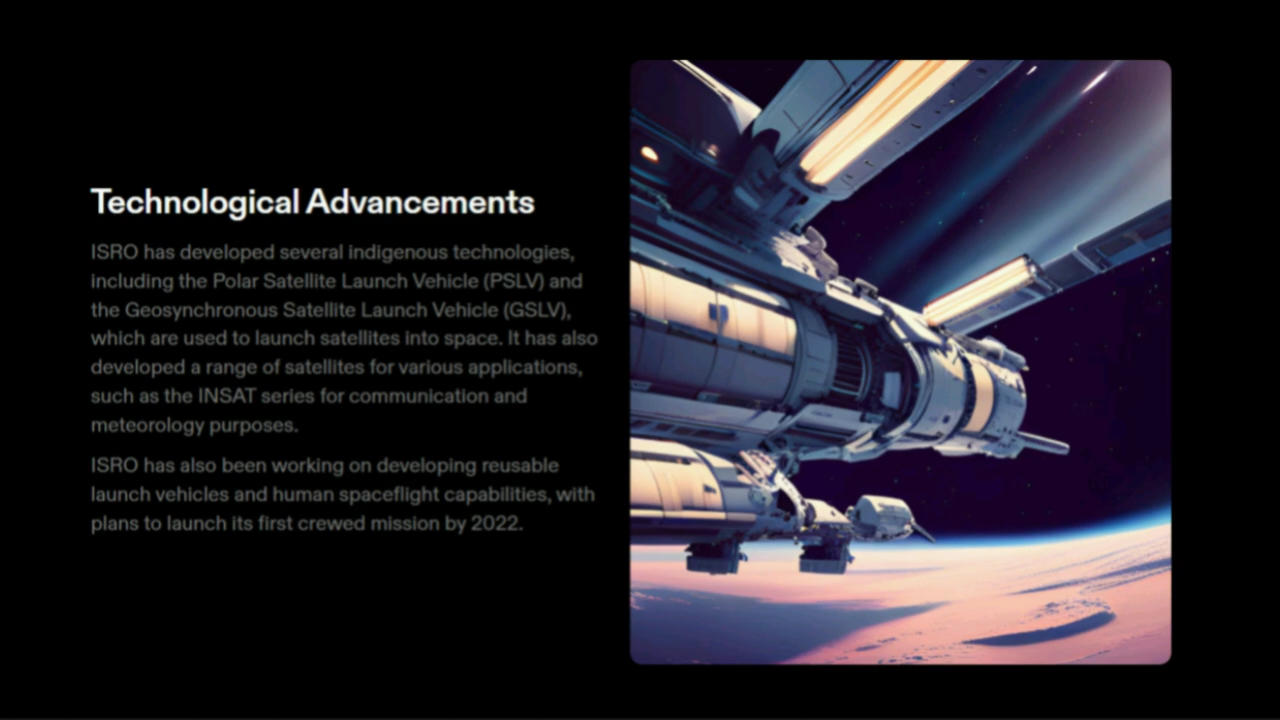 Technological Advancements
ISRO has developed several indigenous technologies,
including the Polar Satellite Launch Vehicle (PSLV) and
the Geosynchronous Satellite Launch Vehicle (GSLV),
which are used to launch satellites into space. It has also
developed a range of satellites for various applications,
such as the INSAT series for communication and
meteorology purposes.
ISRO has also been working on developing reusable
launch vehicles and human spaceflight capabilities, with
plans to launch its first crewed mission by 2022.